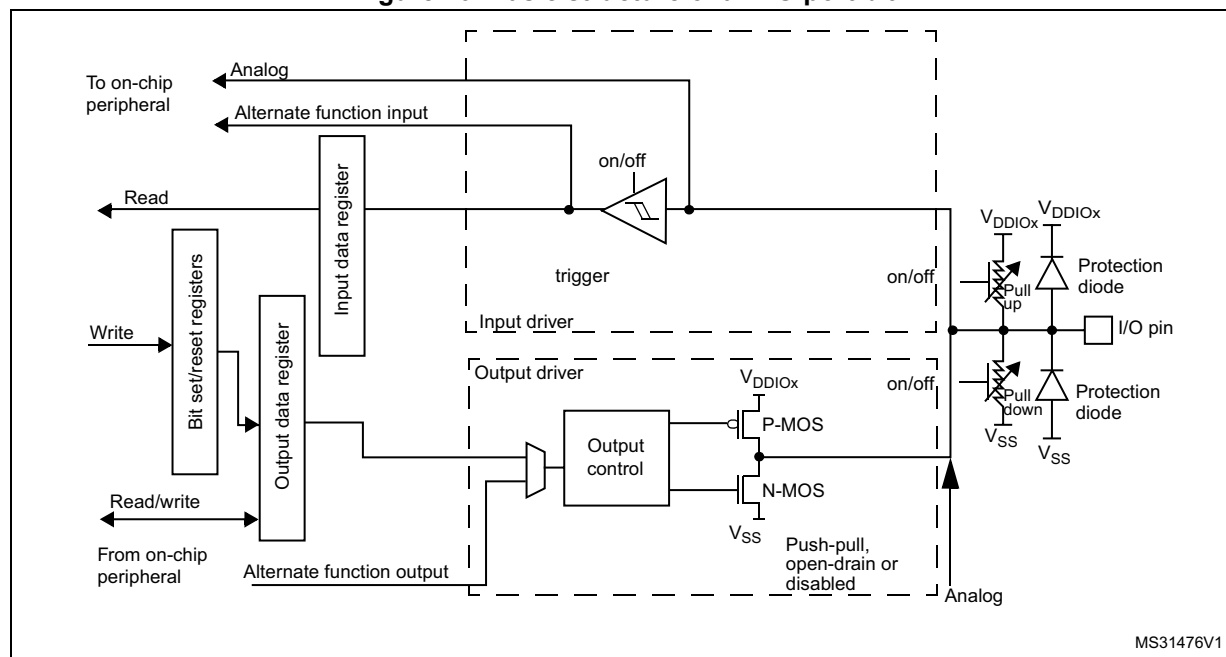 Analog
To on-chip
peripheral
Alternate function input
on/off
Input data register
Read
VDDIOx
VDDIOx
trigger
on/off
Pull
up
Protection
diode
Input driver
I/O pin
Write
Bit set/reset registers
Output data register
Output driver
VDDIOx
on/off
Pull
down
Protection
diode
P-MOS
Output
control
VSS
VSS
N-MOS
Read/write
VSS
Push-pull,
open-drain or
disabled
From on-chip
peripheral
Alternate function output
Analog
MS31476V1